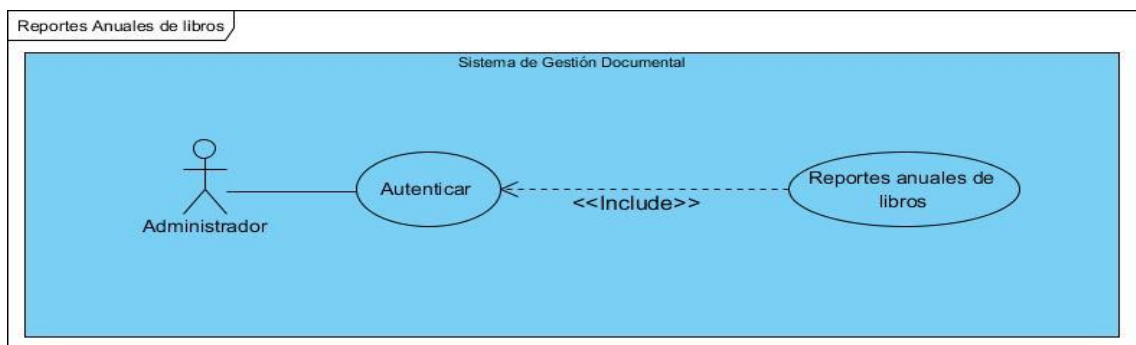 Reportes Anuales de libros
Sistema de Gestión Documental
Administrador
Autenticar
<<Include>>
Reportes anuales de
libros